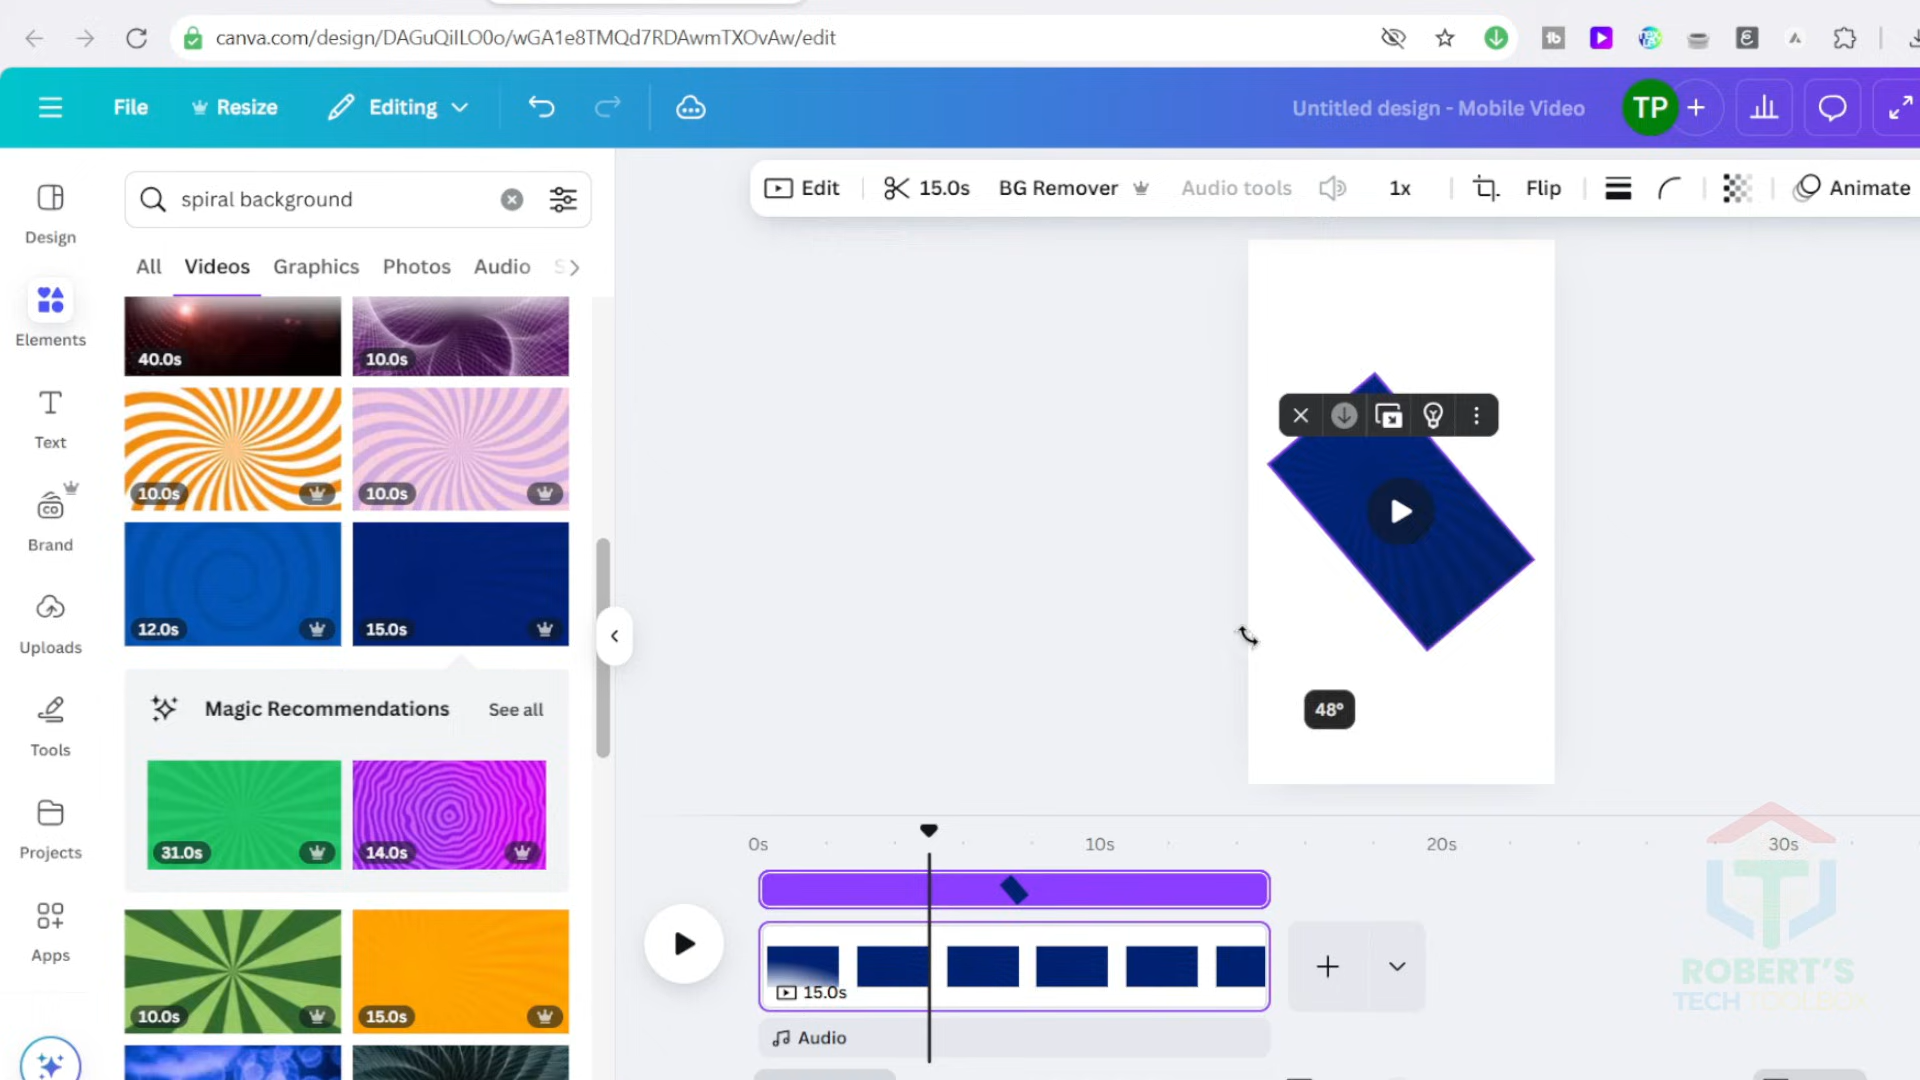 canva.com/design/DAGuQiILO0o/wGA1e8TMQd7RDAwmTXOvAw/edit
File
Resize
Editing
Untitled design - Mobile Video
TP
Design
Elements
Text
Brand
Uploads
Tools
Projects
Apps
spiral background
All
Videos
Graphics
Photos
Audio
S
40.0s
10.0s
10.0s
10.0s
12.0s
15.0s
Magic Recommendations
See all
31.0s
14.0s
10.0s
15.0s
Edit
15.0s
BG Remover
Audio tools
1x
Flip
Animate
48°
0s
10s
20s
30s
15.0s
Audio
ROBERT'S
TECH TOOLBOX